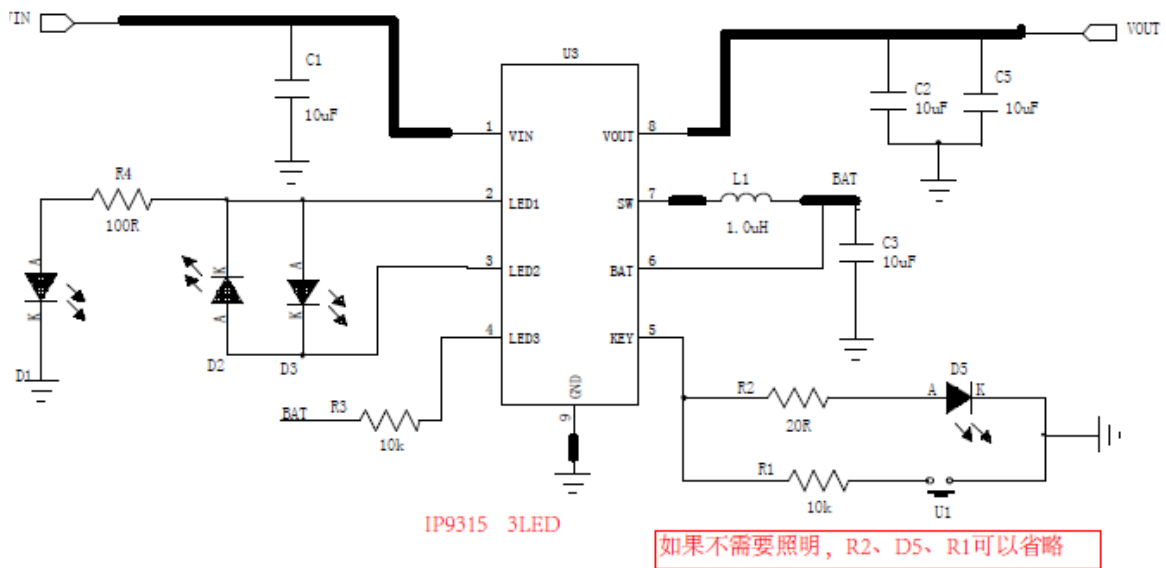 VIN
VOUT
U3
C1
10uF
C2
10uF
C5
10uF
1
VIN
VOUT
8
R4
100R
2
LED1
SW
7
L1
1.0uH
BAT
A
K
D1
K
A
D2
A
K
D3
3
LED2
BAT
6
C3
10uF
4
LED3
KEY
5
BAT
R3
10k
GND
9
R2
20R
A
D5
K
R1
10k
U1
IP9315 3LED
如果不需要照明，R2、D5、R1可以省略